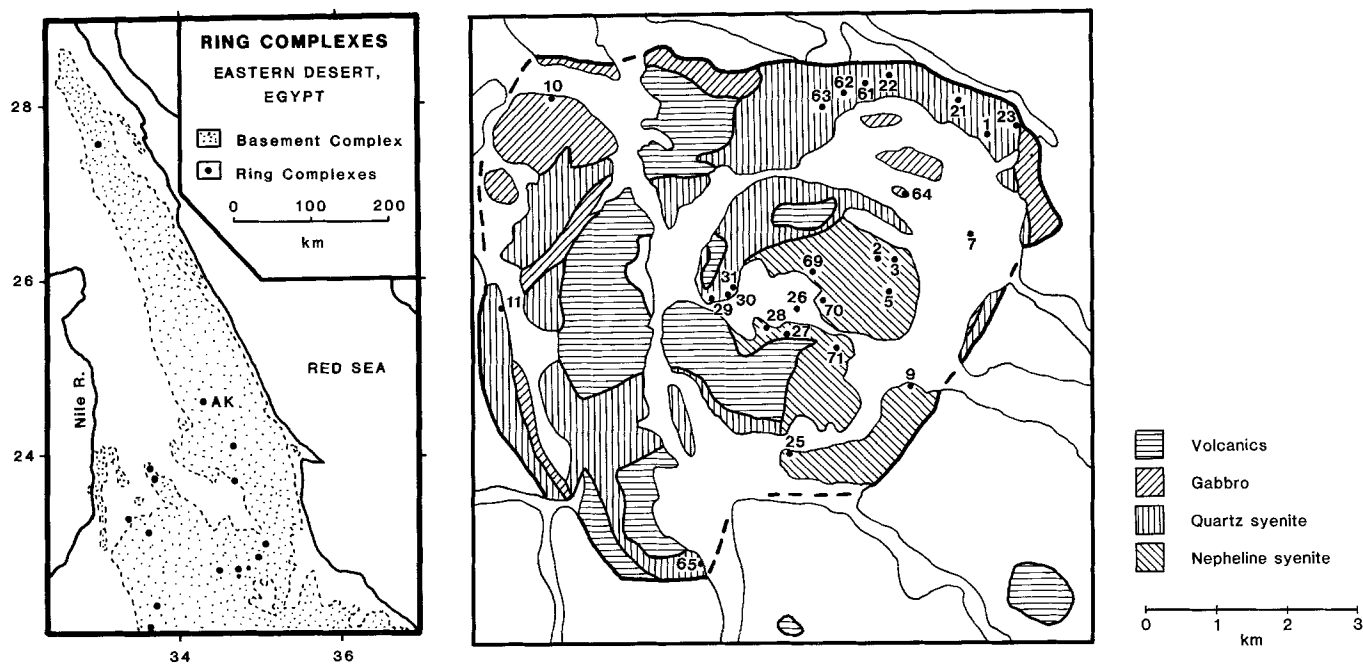 RING COMPLEXES
EASTERN DESERT,
EGYPT
Basement Complex
Ring Complexes
0 100 200
km
28
26
24
34 36
Nile R.
AK
RED SEA
10
62
22
63
61
21
1
23
64
7
2
3
69
5
31
30
29
26
70
28
27
71
11
9
25
65
Volcanics
Gabbro
Quartz syenite
Nepheline syenite
0 1 2 3
km